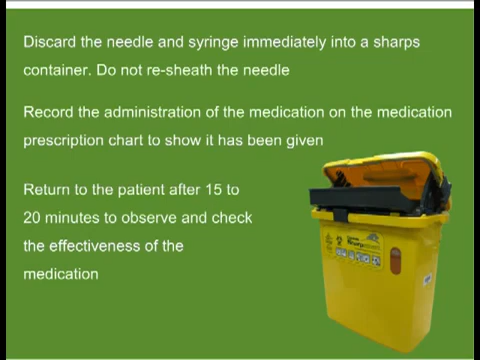 Discard the needle and syringe immediately into a sharps
container. Do not re-sheath the needle
Record the administration of the medication on the medication
prescription chart to show it has been given
Return to the patient after 15 to
20 minutes to observe and check
the effectiveness of the
medication